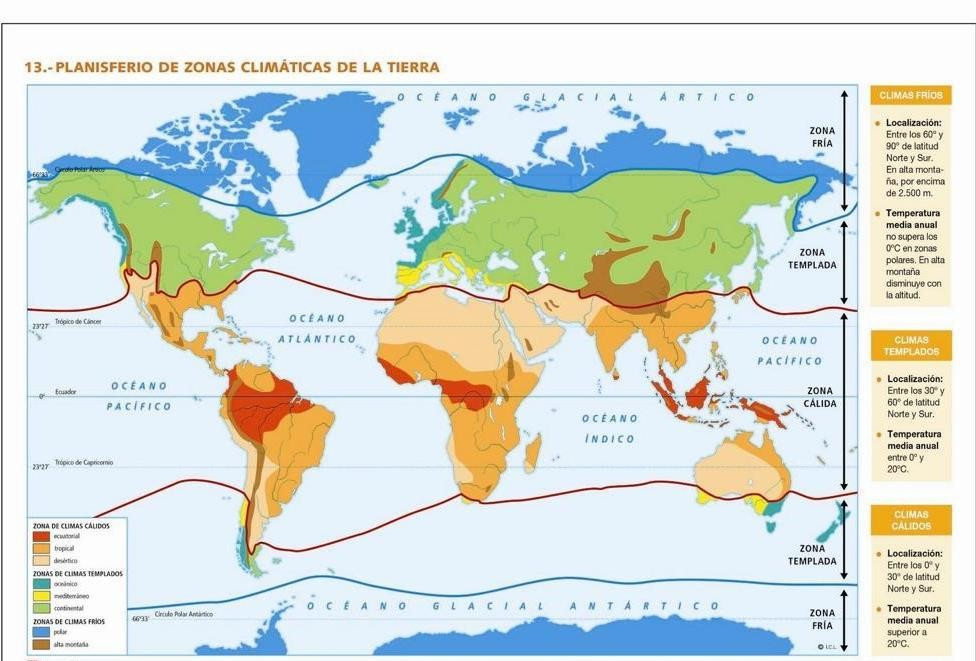 13.- PLANISFERIO DE ZONAS CLIMÁTICAS DE LA TIERRA
OCÉANO GLACIAL ÁRTICO
ZONA
FRÍA
66°33'
Círculo Polar Ártico
ZONA
TEMPLADA
23°27'
Trópico de Cáncer
OCÉANO
ATLÁNTICO
OCÉANO
PACÍFICO
0°
Ecuador
OCÉANO
PACÍFICO
ZONA
CÁLIDA
OCÉANO
ÍNDICO
23°27'
Trópico de Capricornio
ZONA
TEMPLADA
OCÉANO GLACIAL ANTÁRTICO
66°33'
Círculo Polar Antártico
ZONA
FRÍA
© I.C.L.
ZONA DE CLIMAS CÁLIDOS
ecuatorial
tropical
desértico
ZONAS DE CLIMAS TEMPLADOS
oceánico
mediterráneo
continental
ZONAS DE CLIMAS FRÍOS
polar
alta montaña
CLIMAS FRÍOS
• Localización:
Entre los 60° y
90° de latitud
Norte y Sur.
En alta monta-
ña, por encima
de 2.500 m.
• Temperatura
media anual
no supera los
0°C en zonas
polares. En alta
montaña
disminuye con
la altitud.
CLIMAS
TEMPLADOS
• Localización:
Entre los 30° y
60° de latitud
Norte y Sur.
• Temperatura
media anual
entre 0° y
20°C.
CLIMAS
CÁLIDOS
• Localización:
Entre los 0° y
30° de latitud
Norte y Sur.
• Temperatura
media anual
superior a
20°C.